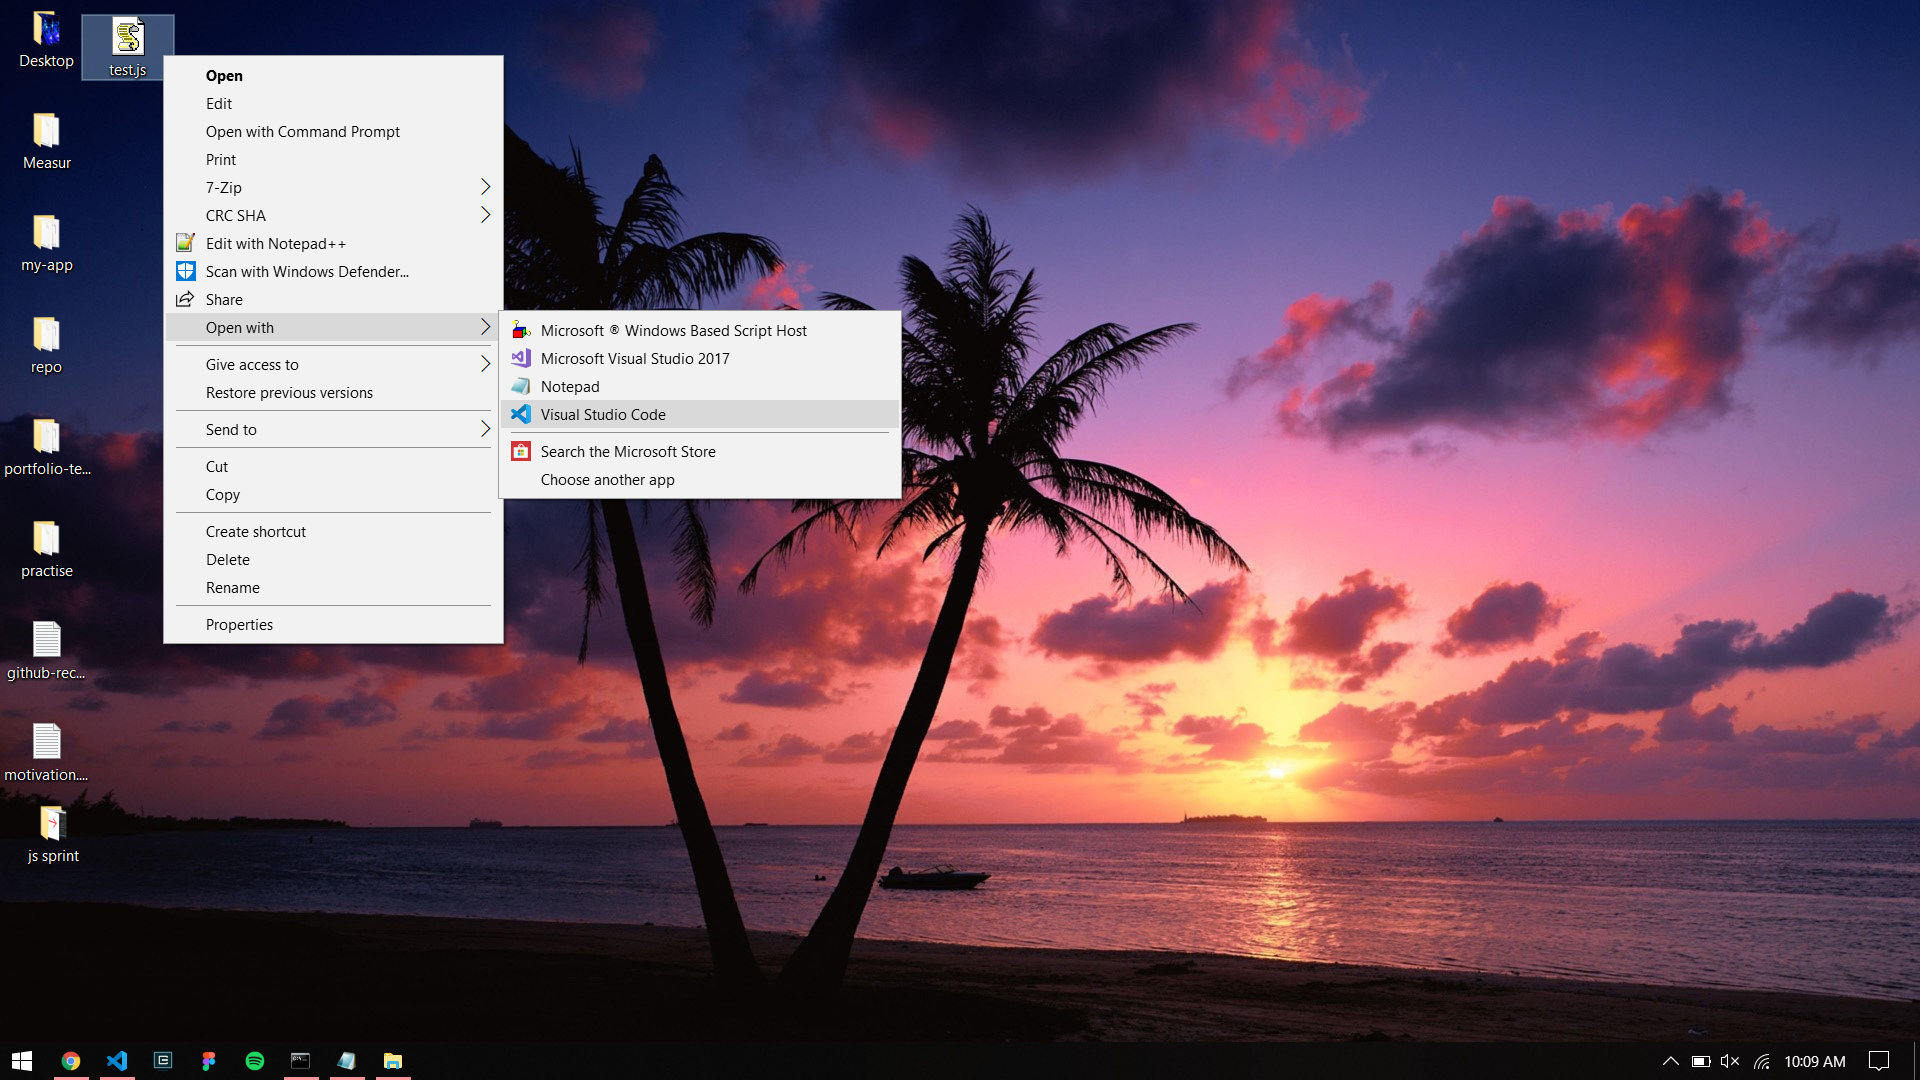 Desktop
test.js
Measur
my-app
repo
portfolio-te...
practise
github-rec...
motivation....
js sprint
Open
Edit
Open with Command Prompt
Print
7-Zip
CRC SHA
Edit with Notepad++
Scan with Windows Defender...
Share
Open with
Give access to
Restore previous versions
Send to
Cut
Copy
Create shortcut
Delete
Rename
Properties
Microsoft ® Windows Based Script Host
Microsoft Visual Studio 2017
Notepad
Visual Studio Code
Search the Microsoft Store
Choose another app
10:09 AM